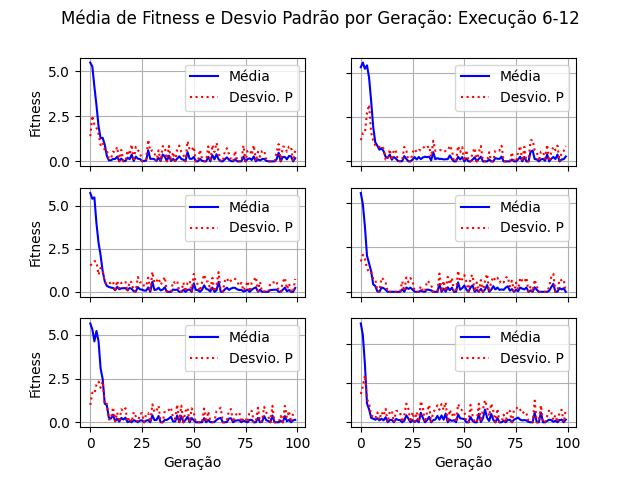 Média de Fitness e Desvio Padrão por Geração: Execução 6-12
5.0
2.5
0.0
Fitness
Média
Desvio. P
Média
Desvio. P
5.0
2.5
0.0
Fitness
Média
Desvio. P
Média
Desvio. P
5.0
2.5
0.0
Fitness
Média
Desvio. P
Média
Desvio. P
0 25 50 75 100
0 25 50 75 100
Geração
Geração